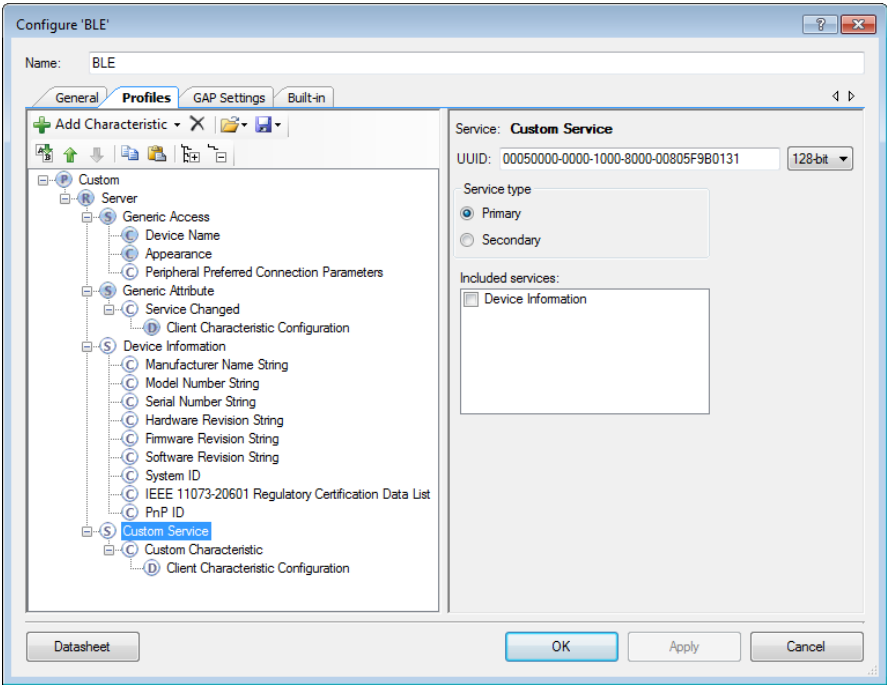 Configure 'BLE'
Name: BLE
General Profiles GAP Settings Built-in
Add Characteristic
Service: Custom Service
UUID: 00050000-0000-1000-8000-00805F9B0131 128-bit
Service type
Primary
Secondary
Included services:
Device Information
P Custom
R Server
S Generic Access
C Device Name
C Appearance
C Peripheral Preferred Connection Parameters
S Generic Attribute
C Service Changed
D Client Characteristic Configuration
S Device Information
C Manufacturer Name String
C Model Number String
C Serial Number String
C Hardware Revision String
C Firmware Revision String
C Software Revision String
C System ID
C IEEE 11073-20601 Regulatory Certification Data List
C PnP ID
S Custom Service
C Custom Characteristic
D Client Characteristic Configuration
Datasheet OK Apply Cancel